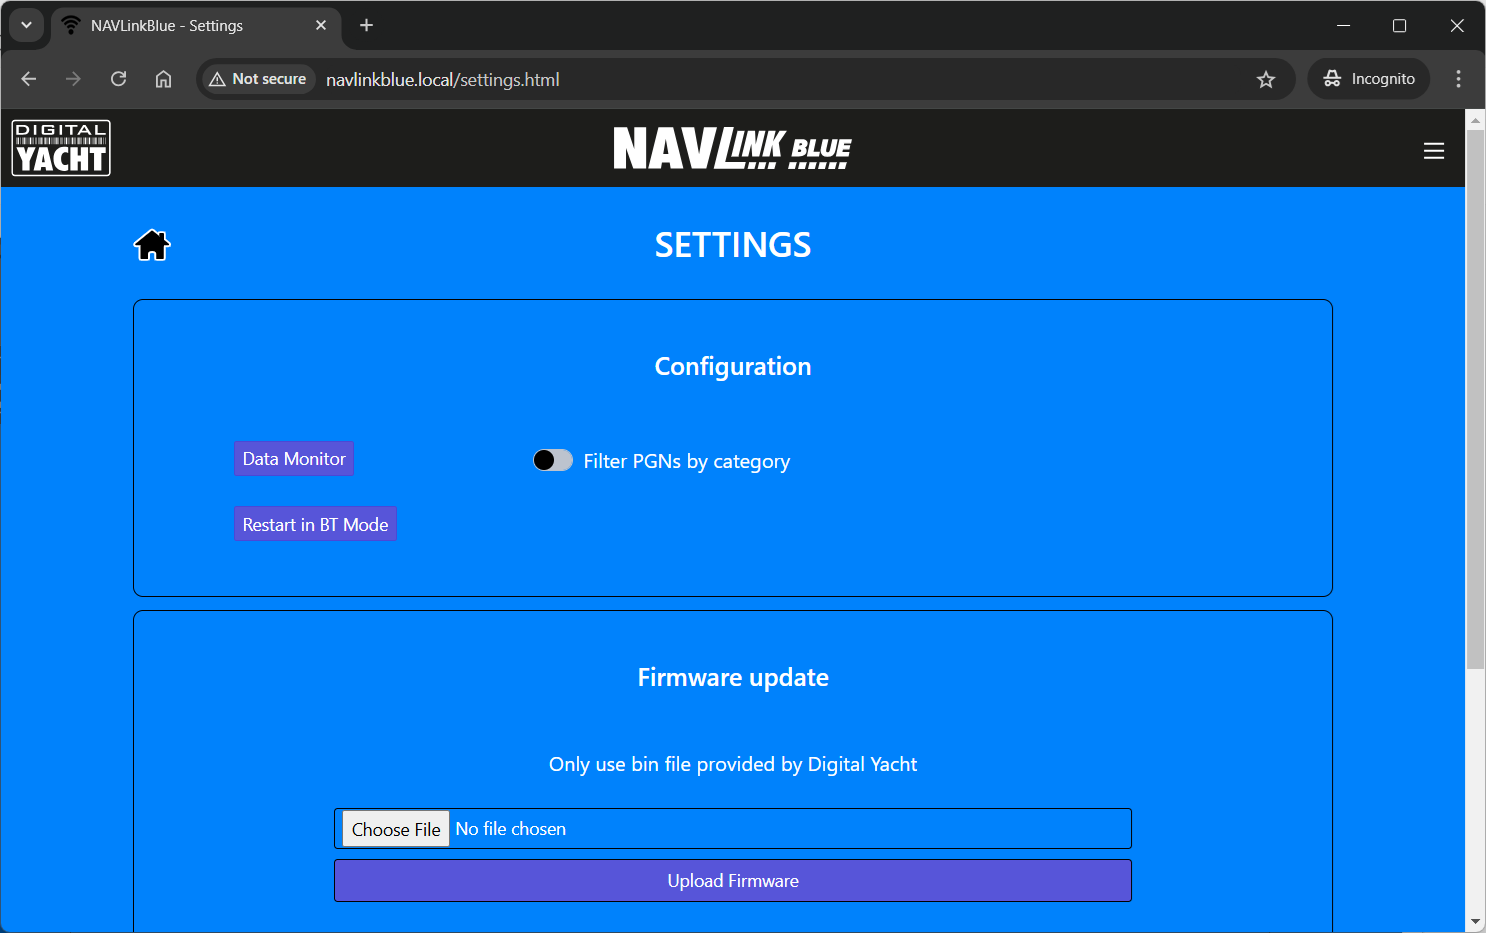 NAVLinkBlue - Settings
Not secure
navlinkblue.local/settings.html
Incognito
DIGITAL
YACHT
NAVLINK BLUE
SETTINGS
Configuration
Data Monitor
Filter PGNs by category
Restart in BT Mode
Firmware update
Only use bin file provided by Digital Yacht
Choose File No file chosen
Upload Firmware